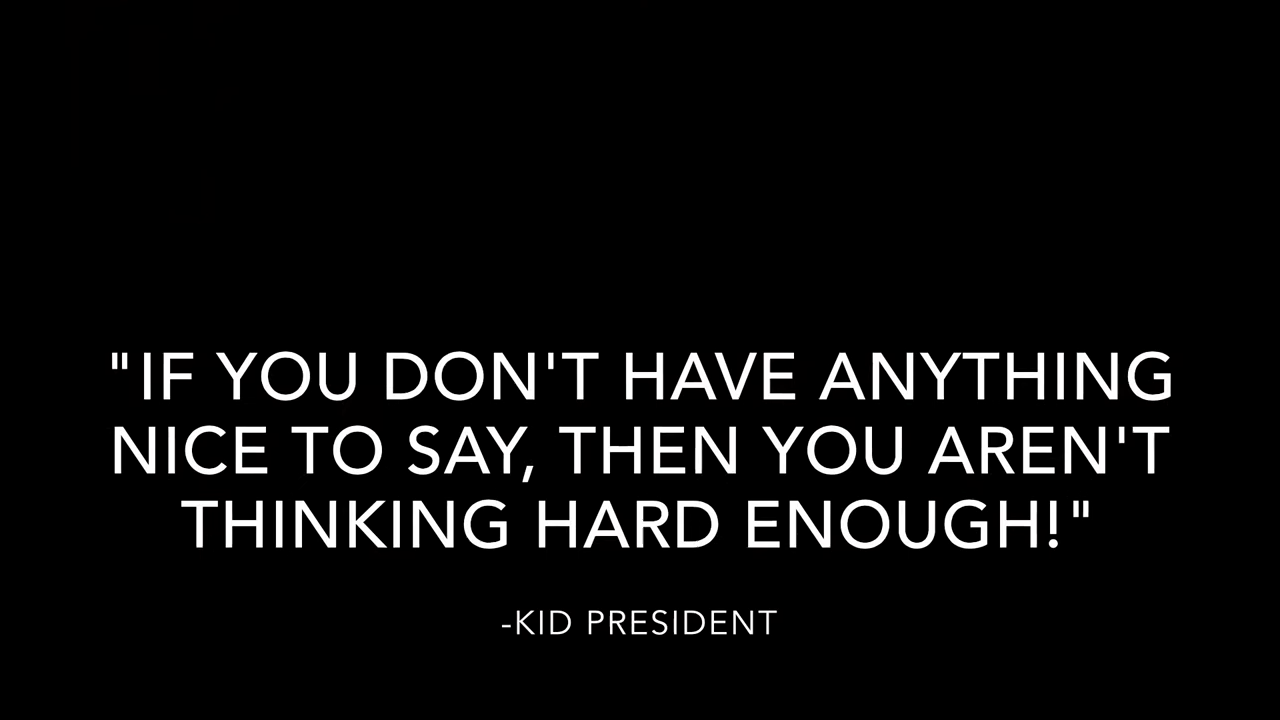 "IF YOU DON'T HAVE ANYTHING
NICE TO SAY, THEN YOU AREN'T
THINKING HARD ENOUGH!"
-KID PRESIDENT